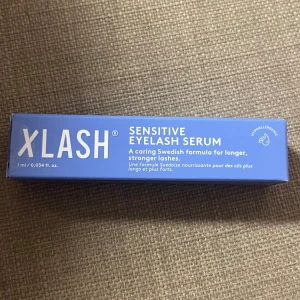 XLASH®
1 ml / 0.034 fl. oz.
SENSITIVE
EYELASH SERUM
A caring Swedish formula for longer,
stronger lashes.
Une formule Suédoise nourrissante pour des cils plus
longs et plus forts.